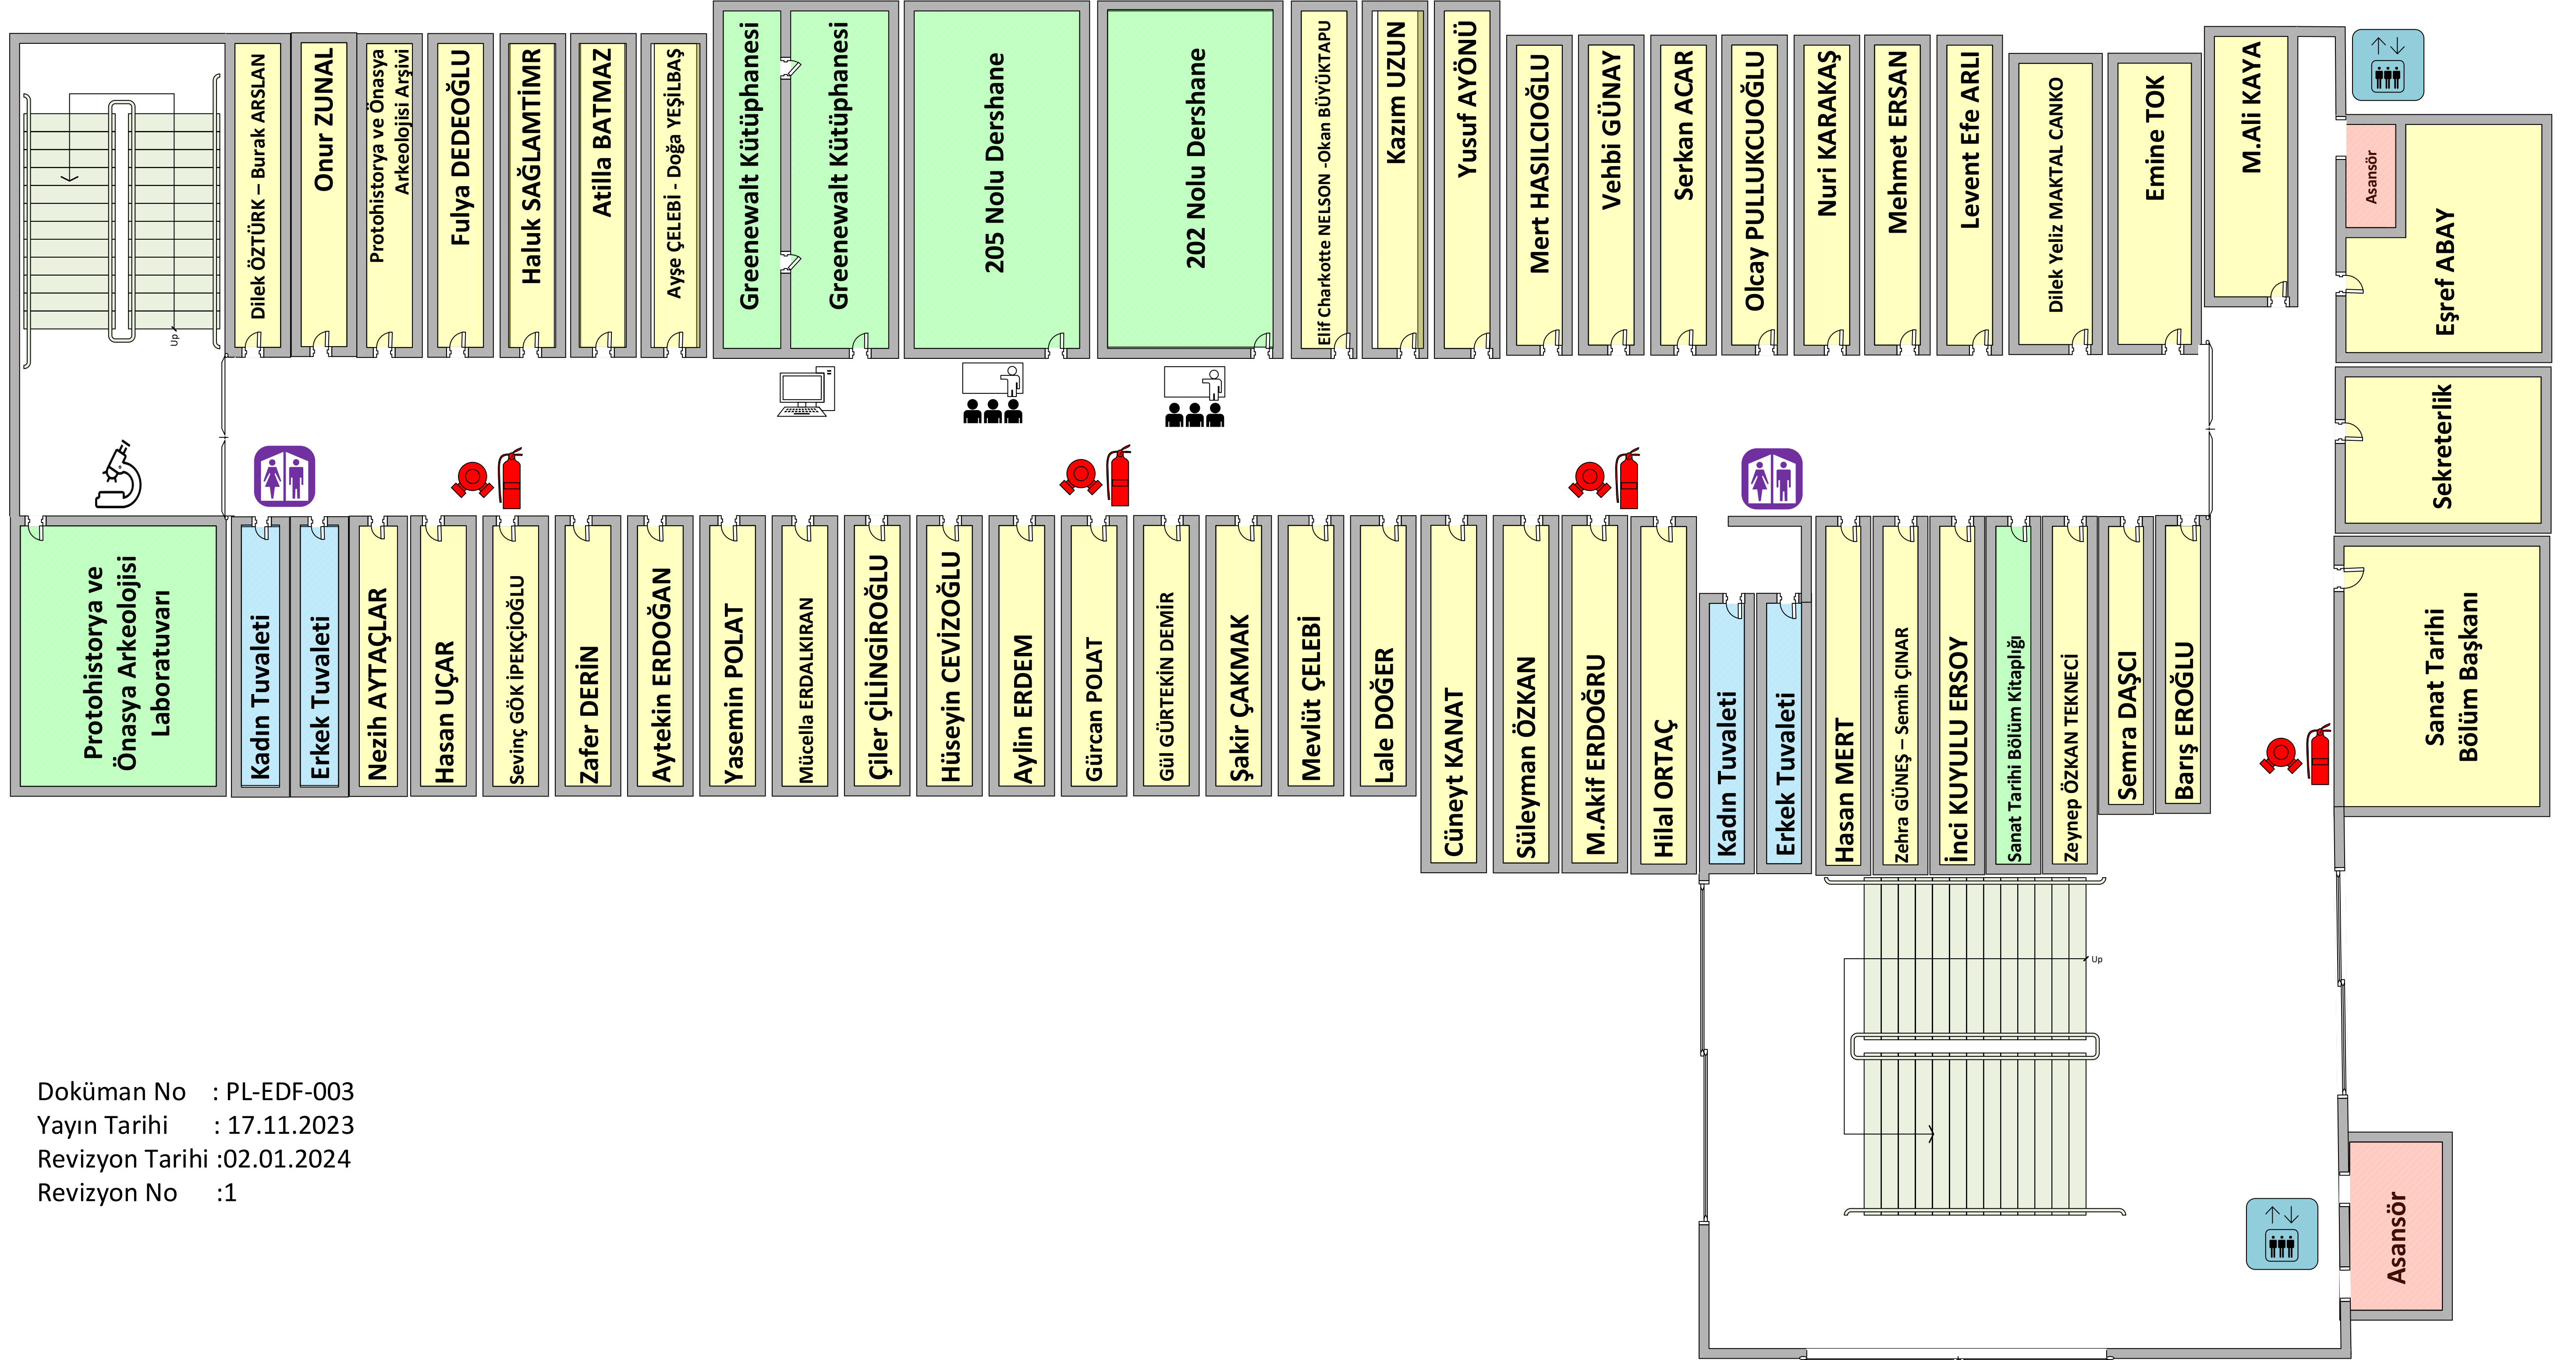 Dilek ÖZTÜRK – Burak ARSLAN
Onur ZUNAL
Protohistorya ve Önasya
Arkeolojisi Arşivi
Fulya DEDEOĞLU
Haluk SAĞLAMTİMR
Atilla BATMAZ
Ayşe ÇELEBİ - Doğa YEŞİLBAŞ
Greenewalt Kütüphanesi
Greenewalt Kütüphanesi
205 Nolu Dershane
202 Nolu Dershane
Elif Charkotte NELSON -Okan BÜYÜKTAPU
Kazım UZUN
Yusuf AYÖNÜ
Mert HASILCIOĞLU
Vehbi GÜNAY
Serkan ACAR
Olcay PULLUKCUOĞLU
Nuri KARAKAŞ
Mehmet ERSAN
Levent Efe ARLI
Dilek Yeliz MAKTAL CANKO
Emine TOK
M.Ali KAYA
Asansör
Eşref ABAY
Sekreterlik
Sanat Tarihi
Bölüm Başkanı
Up
Protohistorya ve
Önasya Arkeolojisi
Laboratuvarı
Kadın Tuvaleti
Erkek Tuvaleti
Nezih AYTAÇLAR
Hasan UÇAR
Sevinç GÖK İPEKÇİOĞLU
Zafer DERİN
Aytekin ERDOĞAN
Yasemin POLAT
Mücella ERDALKIRAN
Çiler ÇİLİNGİROĞLU
Hüseyin CEVİZOĞLU
Aylin ERDEM
Gürcan POLAT
Gül GÜRTEKİN DEMİR
Şakir ÇAKMAK
Mevlüt ÇELEBİ
Lale DOĞER
Cüneyt KANAT
Süleyman ÖZKAN
M.Akif ERDOĞRU
Hilal ORTAÇ
Kadın Tuvaleti
Erkek Tuvaleti
Hasan MERT
Zehra GÜNEŞ – Semih ÇINAR
İnci KUYULU ERSOY
Sanat Tarihi Bölüm Kitaplığı
Zeynep ÖZKAN TEKNECİ
Semra DAŞCI
Barış EROĞLU
Up
Asansör
Doküman No : PL-EDF-003
Yayın Tarihi : 17.11.2023
Revizyon Tarihi :02.01.2024
Revizyon No :1